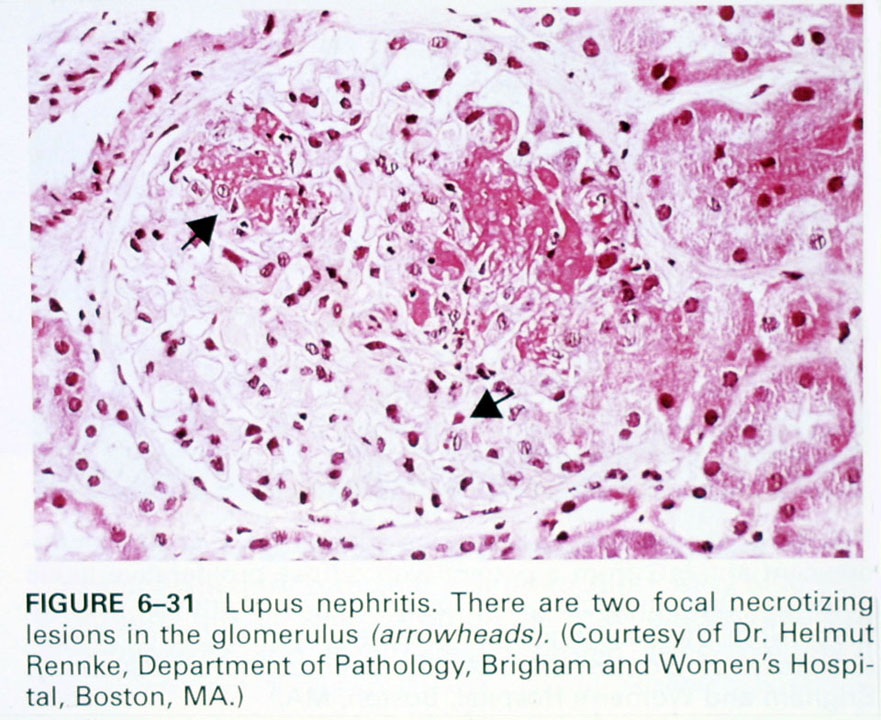 FIGURE 6–31 Lupus nephritis. There are two focal necrotizing
lesions in the glomerulus (arrowheads). (Courtesy of Dr. Helmut
Rennke, Department of Pathology, Brigham and Women's Hospi-
tal, Boston, MA.)